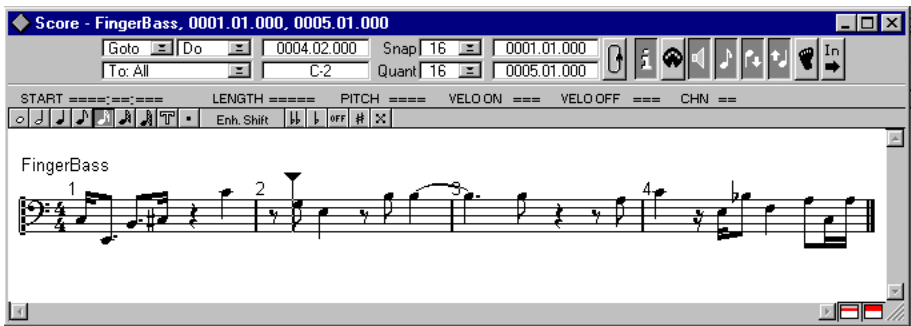 Score - FingerBass, 0001.01.000, 0005.01.000
Goto Do 0004.02.000 Snap 16 0001.01.000 In
To: All C-2 Quant 16 0005.01.000
START ====:==:=== LENGTH ===== PITCH ==== VELO ON === VELO OFF === CHN ==
T Enh. Shift OFF
FingerBass
1 2 3 4
4
4